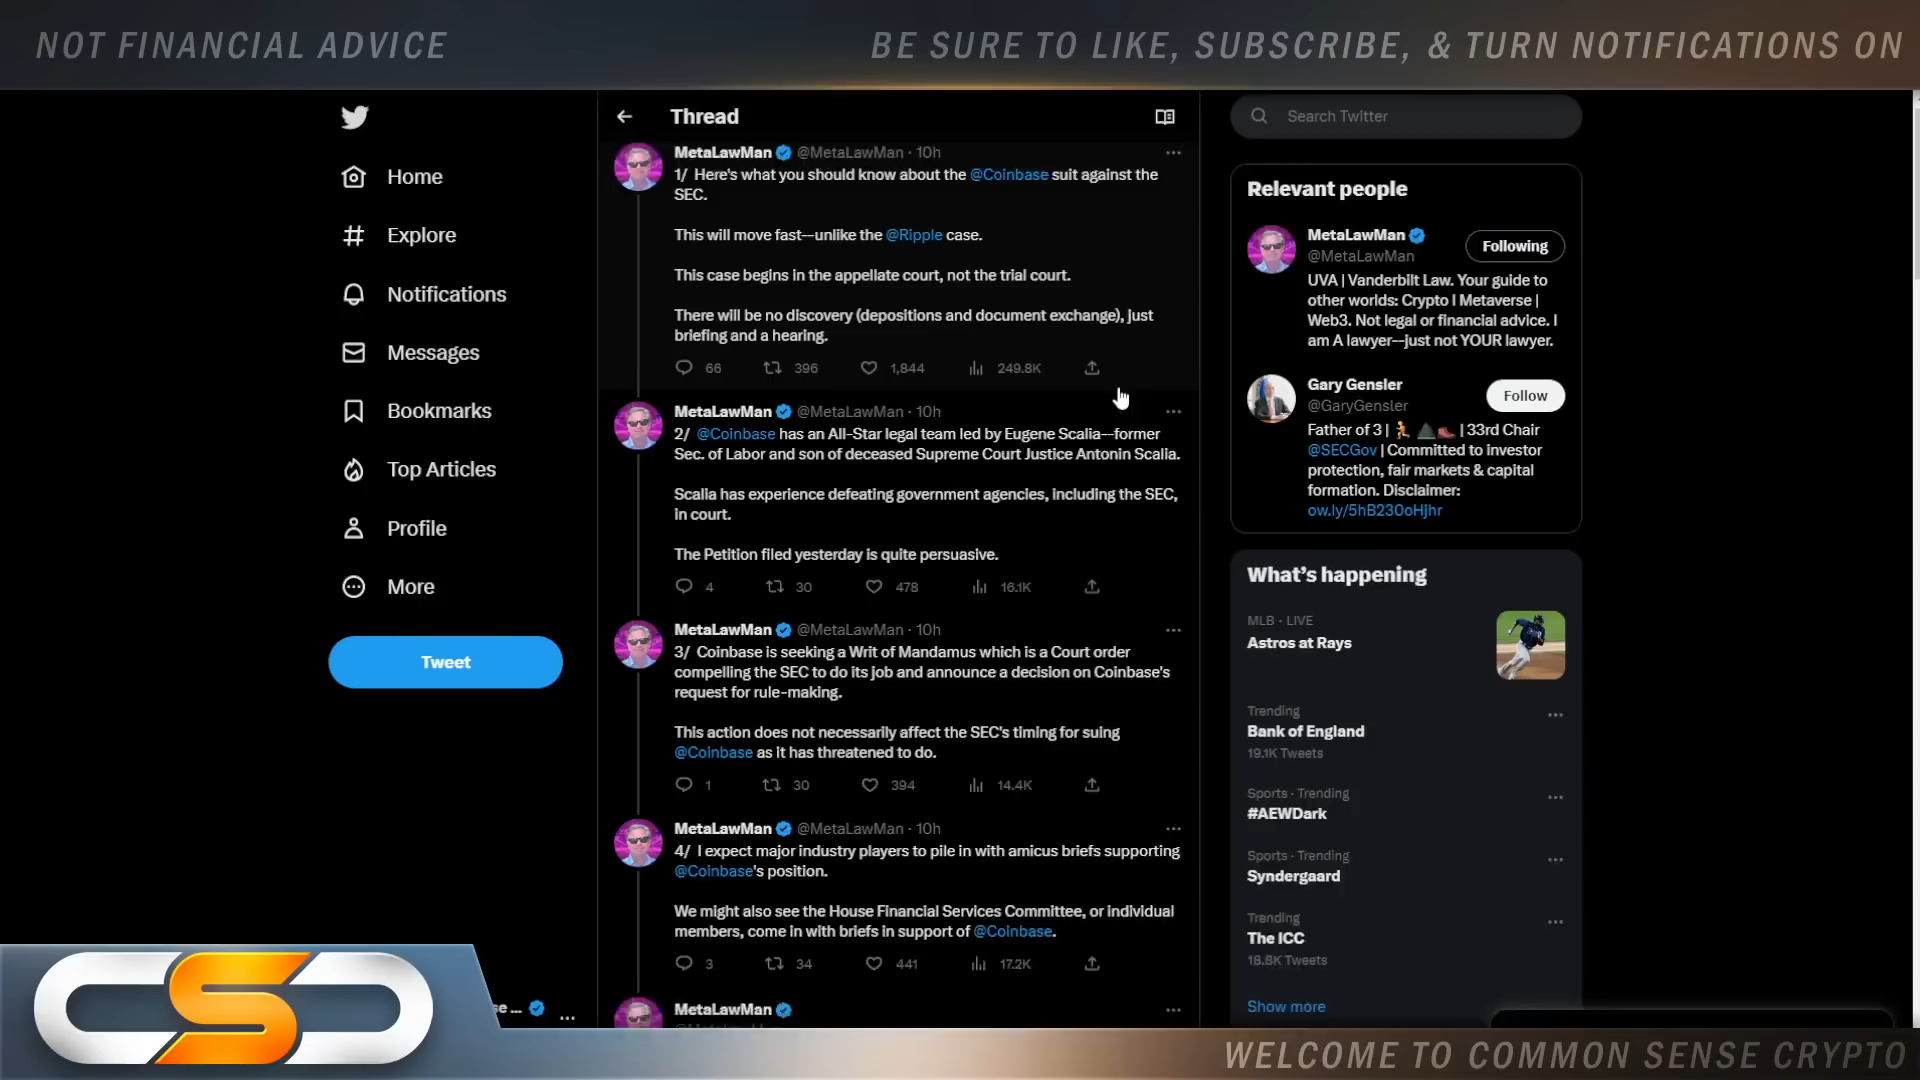 NOT FINANCIAL ADVICE
BE SURE TO LIKE, SUBSCRIBE, & TURN NOTIFICATIONS ON
Home
Explore
Notifications
Messages
Bookmarks
Top Articles
Profile
More
Tweet
se...
Thread
MetaLawMan @MetaLawMan · 10h
1/ Here's what you should know about the @Coinbase suit against the
SEC.
This will move fast--unlike the @Ripple case.
This case begins in the appellate court, not the trial court.
There will be no discovery (depositions and document exchange), just
briefing and a hearing.
66 396 1,844 249.8K
MetaLawMan @MetaLawMan · 10h
2/ @Coinbase has an All-Star legal team led by Eugene Scalia--former
Sec. of Labor and son of deceased Supreme Court Justice Antonin Scalia.
Scalia has experience defeating government agencies, including the SEC,
in court.
The Petition filed yesterday is quite persuasive.
4 30 478 16.1K
MetaLawMan @MetaLawMan · 10h
3/ Coinbase is seeking a Writ of Mandamus which is a Court order
compelling the SEC to do its job and announce a decision on Coinbase's
request for rule-making.
This action does not necessarily affect the SEC's timing for suing
@Coinbase as it has threatened to do.
1 30 394 14.4K
MetaLawMan @MetaLawMan · 10h
4/ I expect major industry players to pile in with amicus briefs supporting
@Coinbase's position.
We might also see the House Financial Services Committee, or individual
members, come in with briefs in support of @Coinbase.
3 34 441 17.2K
MetaLawMan
Search Twitter
Relevant people
MetaLawMan
@MetaLawMan
Following
UVA | Vanderbilt Law. Your guide to
other worlds: Crypto I Metaverse |
Web3. Not legal or financial advice. I
am A lawyer--just not YOUR lawyer.
Gary Gensler
@GaryGensler
Follow
Father of 3 | 🏃 ⛰️ 🥾 | 33rd Chair
@SECGov | Committed to investor
protection, fair markets & capital
formation. Disclaimer:
ow.ly/5hB230oHjhr
What's happening
MLB · LIVE
Astros at Rays
Trending
Bank of England
19.1K Tweets
Sports · Trending
#AEWDark
Sports · Trending
Syndergaard
Trending
The ICC
18.8K Tweets
Show more
CSC
WELCOME TO COMMON SENSE CRYPTO